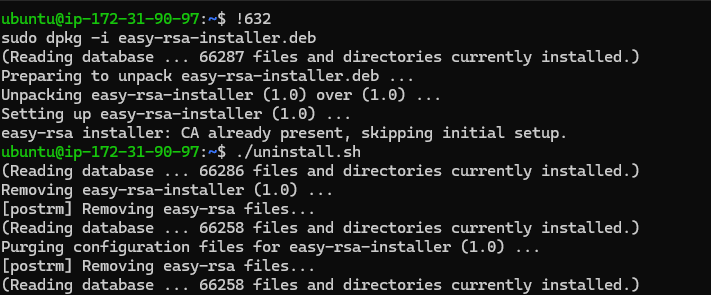 ubuntu@ip-172-31-90-97:~$ !632
sudo dpkg -i easy-rsa-installer.deb
(Reading database ... 66287 files and directories currently installed.)
Preparing to unpack easy-rsa-installer.deb ...
Unpacking easy-rsa-installer (1.0) over (1.0) ...
Setting up easy-rsa-installer (1.0) ...
easy-rsa installer: CA already present, skipping initial setup.
ubuntu@ip-172-31-90-97:~$ ./uninstall.sh
(Reading database ... 66286 files and directories currently installed.)
Removing easy-rsa-installer (1.0) ...
[postrm] Removing easy-rsa files...
(Reading database ... 66258 files and directories currently installed.)
Purging configuration files for easy-rsa-installer (1.0) ...
[postrm] Removing easy-rsa files...
(Reading database ... 66258 files and directories currently installed.)